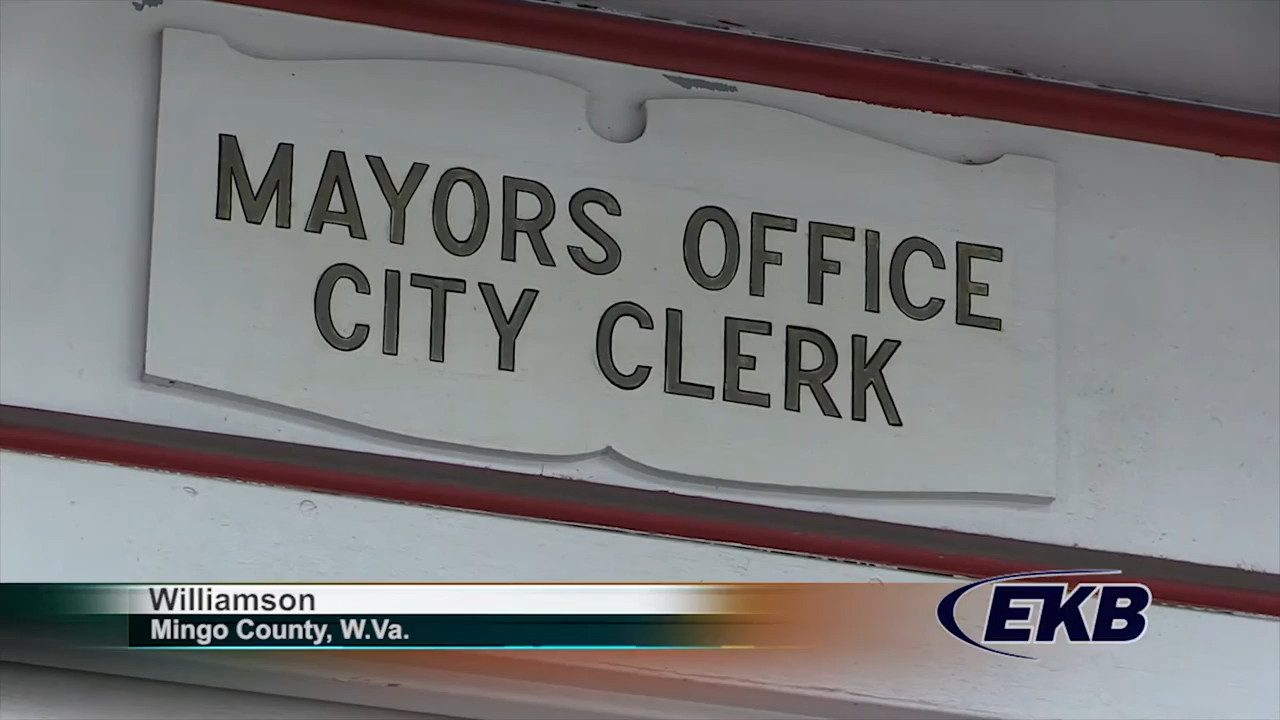 MAYORS OFFICE
CITY CLERK
Williamson
Mingo County, W.Va.
EKB